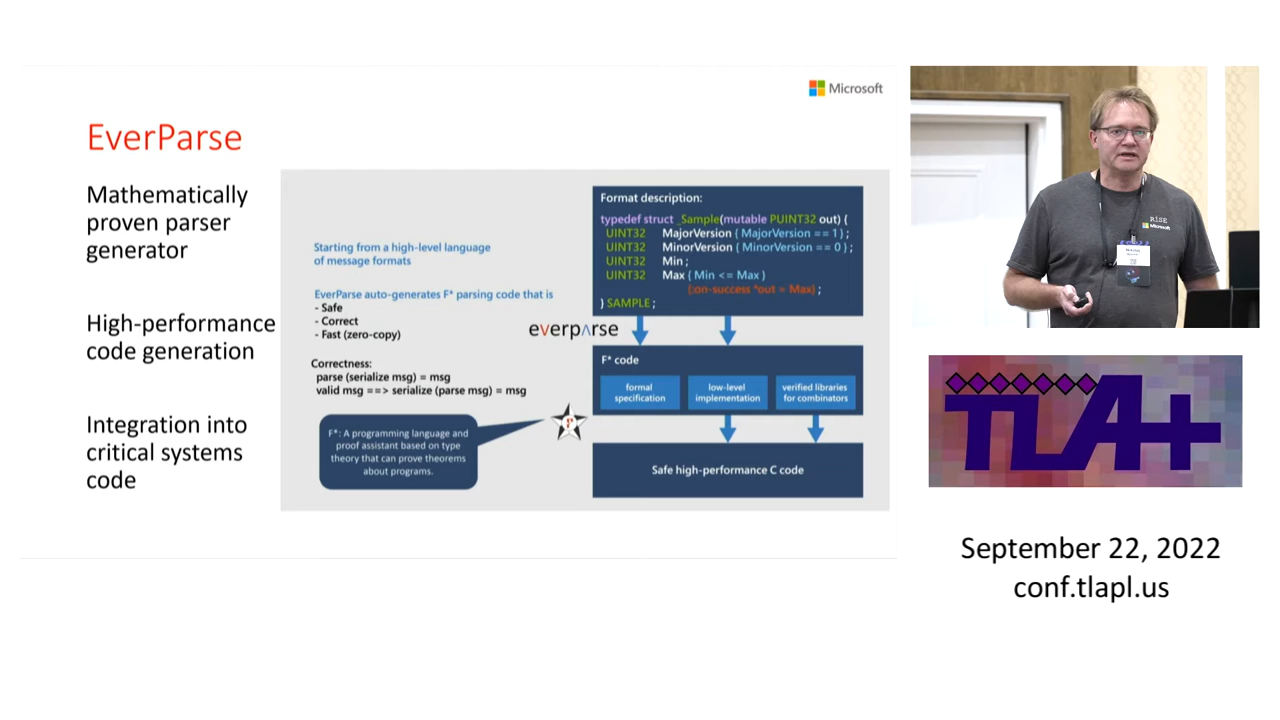 Microsoft
EverParse
Mathematically
proven parser
generator
High-performance
code generation
Integration into
critical systems
code
Starting from a high-level language
of message formats
EverParse auto-generates F* parsing code that is
- Safe
- Correct
- Fast (zero-copy)
Correctness:
parse (serialize msg) = msg
valid msg ==> serialize (parse msg) = msg
F*: A programming language and
proof assistant based on type
theory that can prove theorems
about programs.
everpʌrse
Format description:
typedef struct _Sample(mutable PUINT32 out) {
UINT32 MajorVersion { MajorVersion == 1 } ;
UINT32 MinorVersion { MinorVersion == 0 } ;
UINT32 Min ;
UINT32 Max { Min <= Max }
{:on-success *out = Max} ;
} SAMPLE ;
F* code
formal
specification
low-level
implementation
verified libraries
for combinators
Safe high-performance C code
RiSE
Microsoft
TLA+
September 22, 2022
conf.tlapl.us